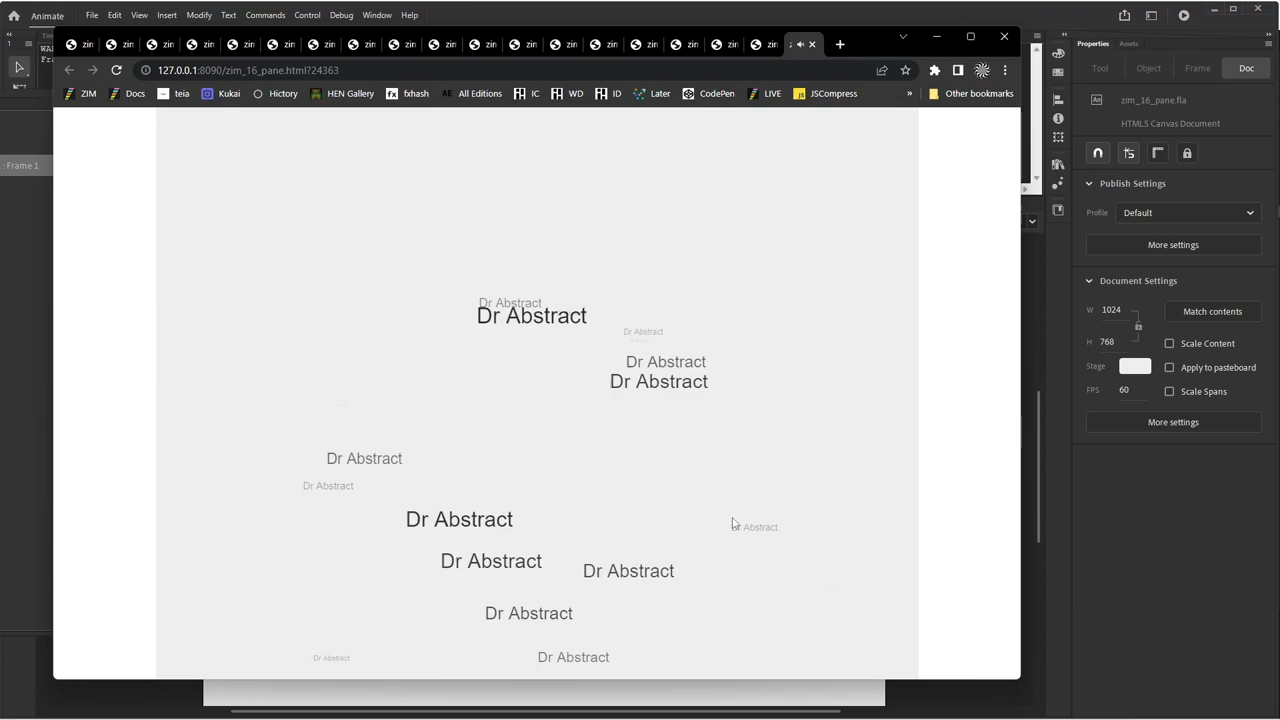 Animate
File Edit View Insert Modify Text Commands Control Debug Window Help
Properties Assets
Tool Object Frame Doc
zim_16_pane.fla
HTML5 Canvas Document
Publish Settings
Profile Default
More settings
Document Settings
W 1024 Match contents
H 768 Scale Content
Stage Apply to pasteboard
FPS 60 Scale Spans
More settings
: Frame 1
127.0.0.1:8090/zim_16_pane.html?24363
ZIM Docs teia Kukai Hictory HEN Gallery fxhash All Editions IC WD ID Later CodePen LIVE JSCompress » Other bookmarks
Dr Abstract
Dr Abstract
Dr Abstract
Dr Abstract
Dr Abstract
Dr Abstract
Dr Abstract
Dr Abstract
Abstract
Dr Abstract
Dr Abstract
Dr Abstract
Dr Abstract
Dr Abstract